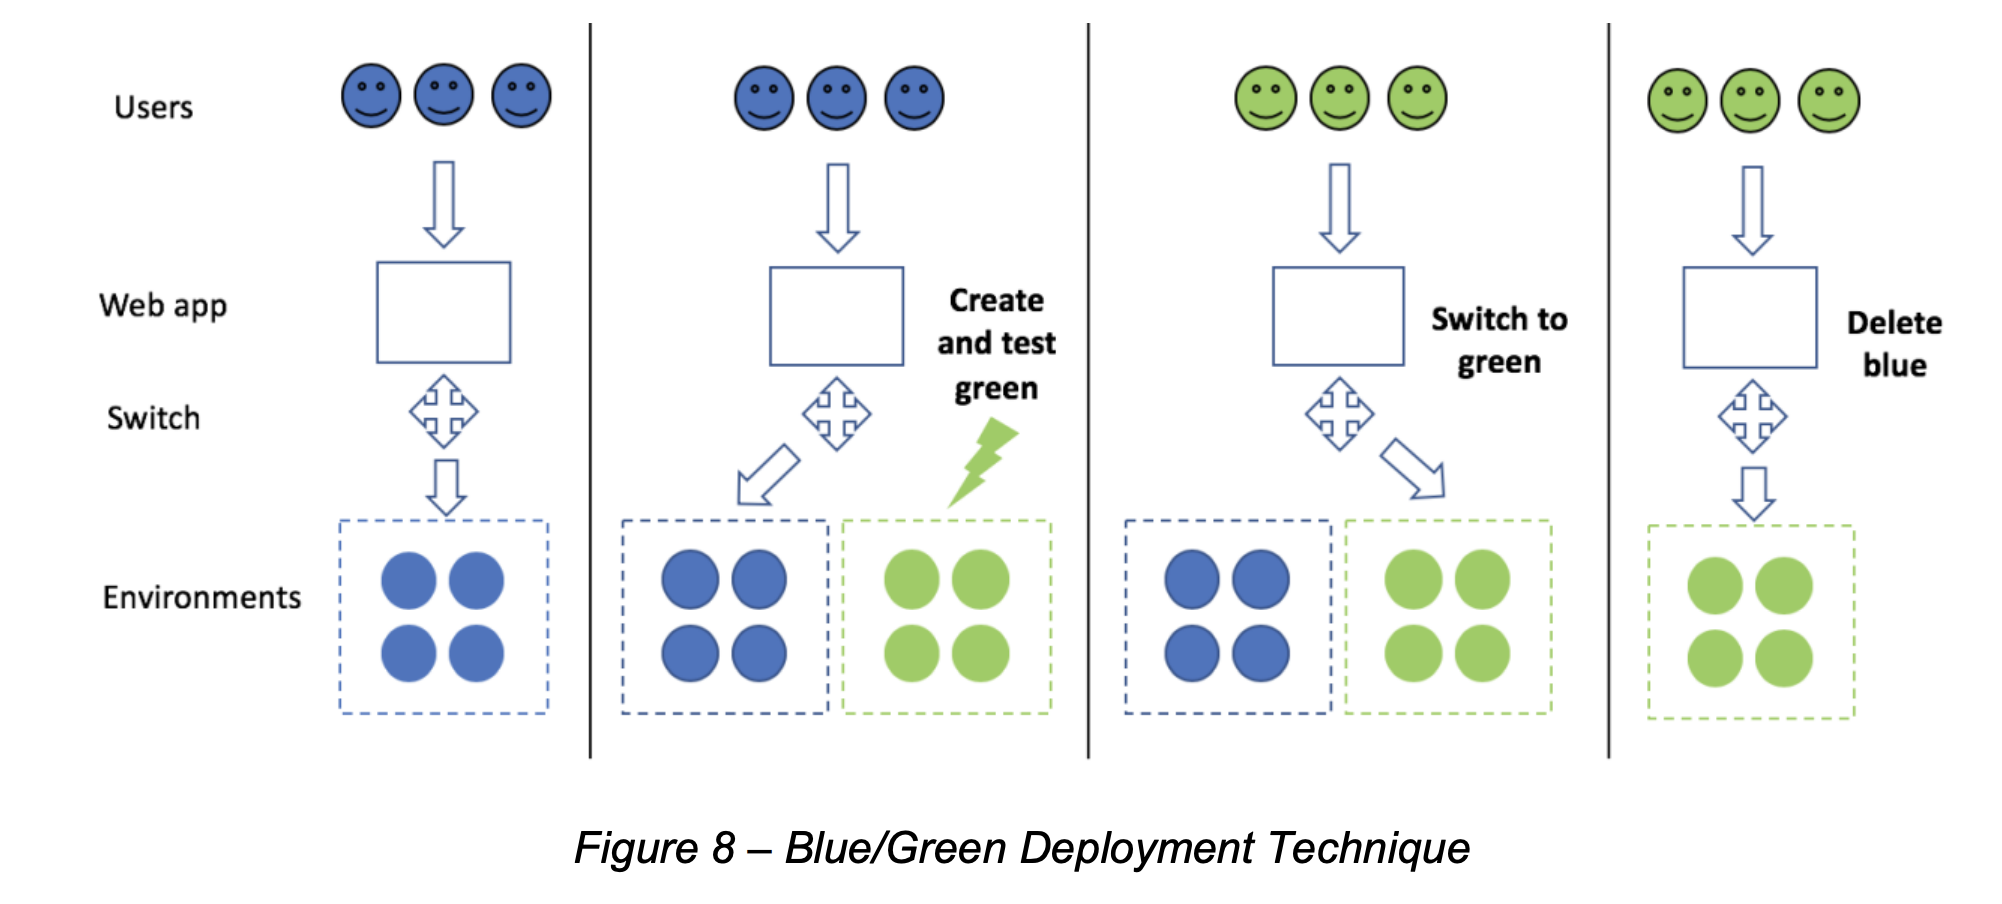 Users
Web app
Create
and test
green
Switch to
green
Delete
blue
Switch
Environments
Figure 8 – Blue/Green Deployment Technique